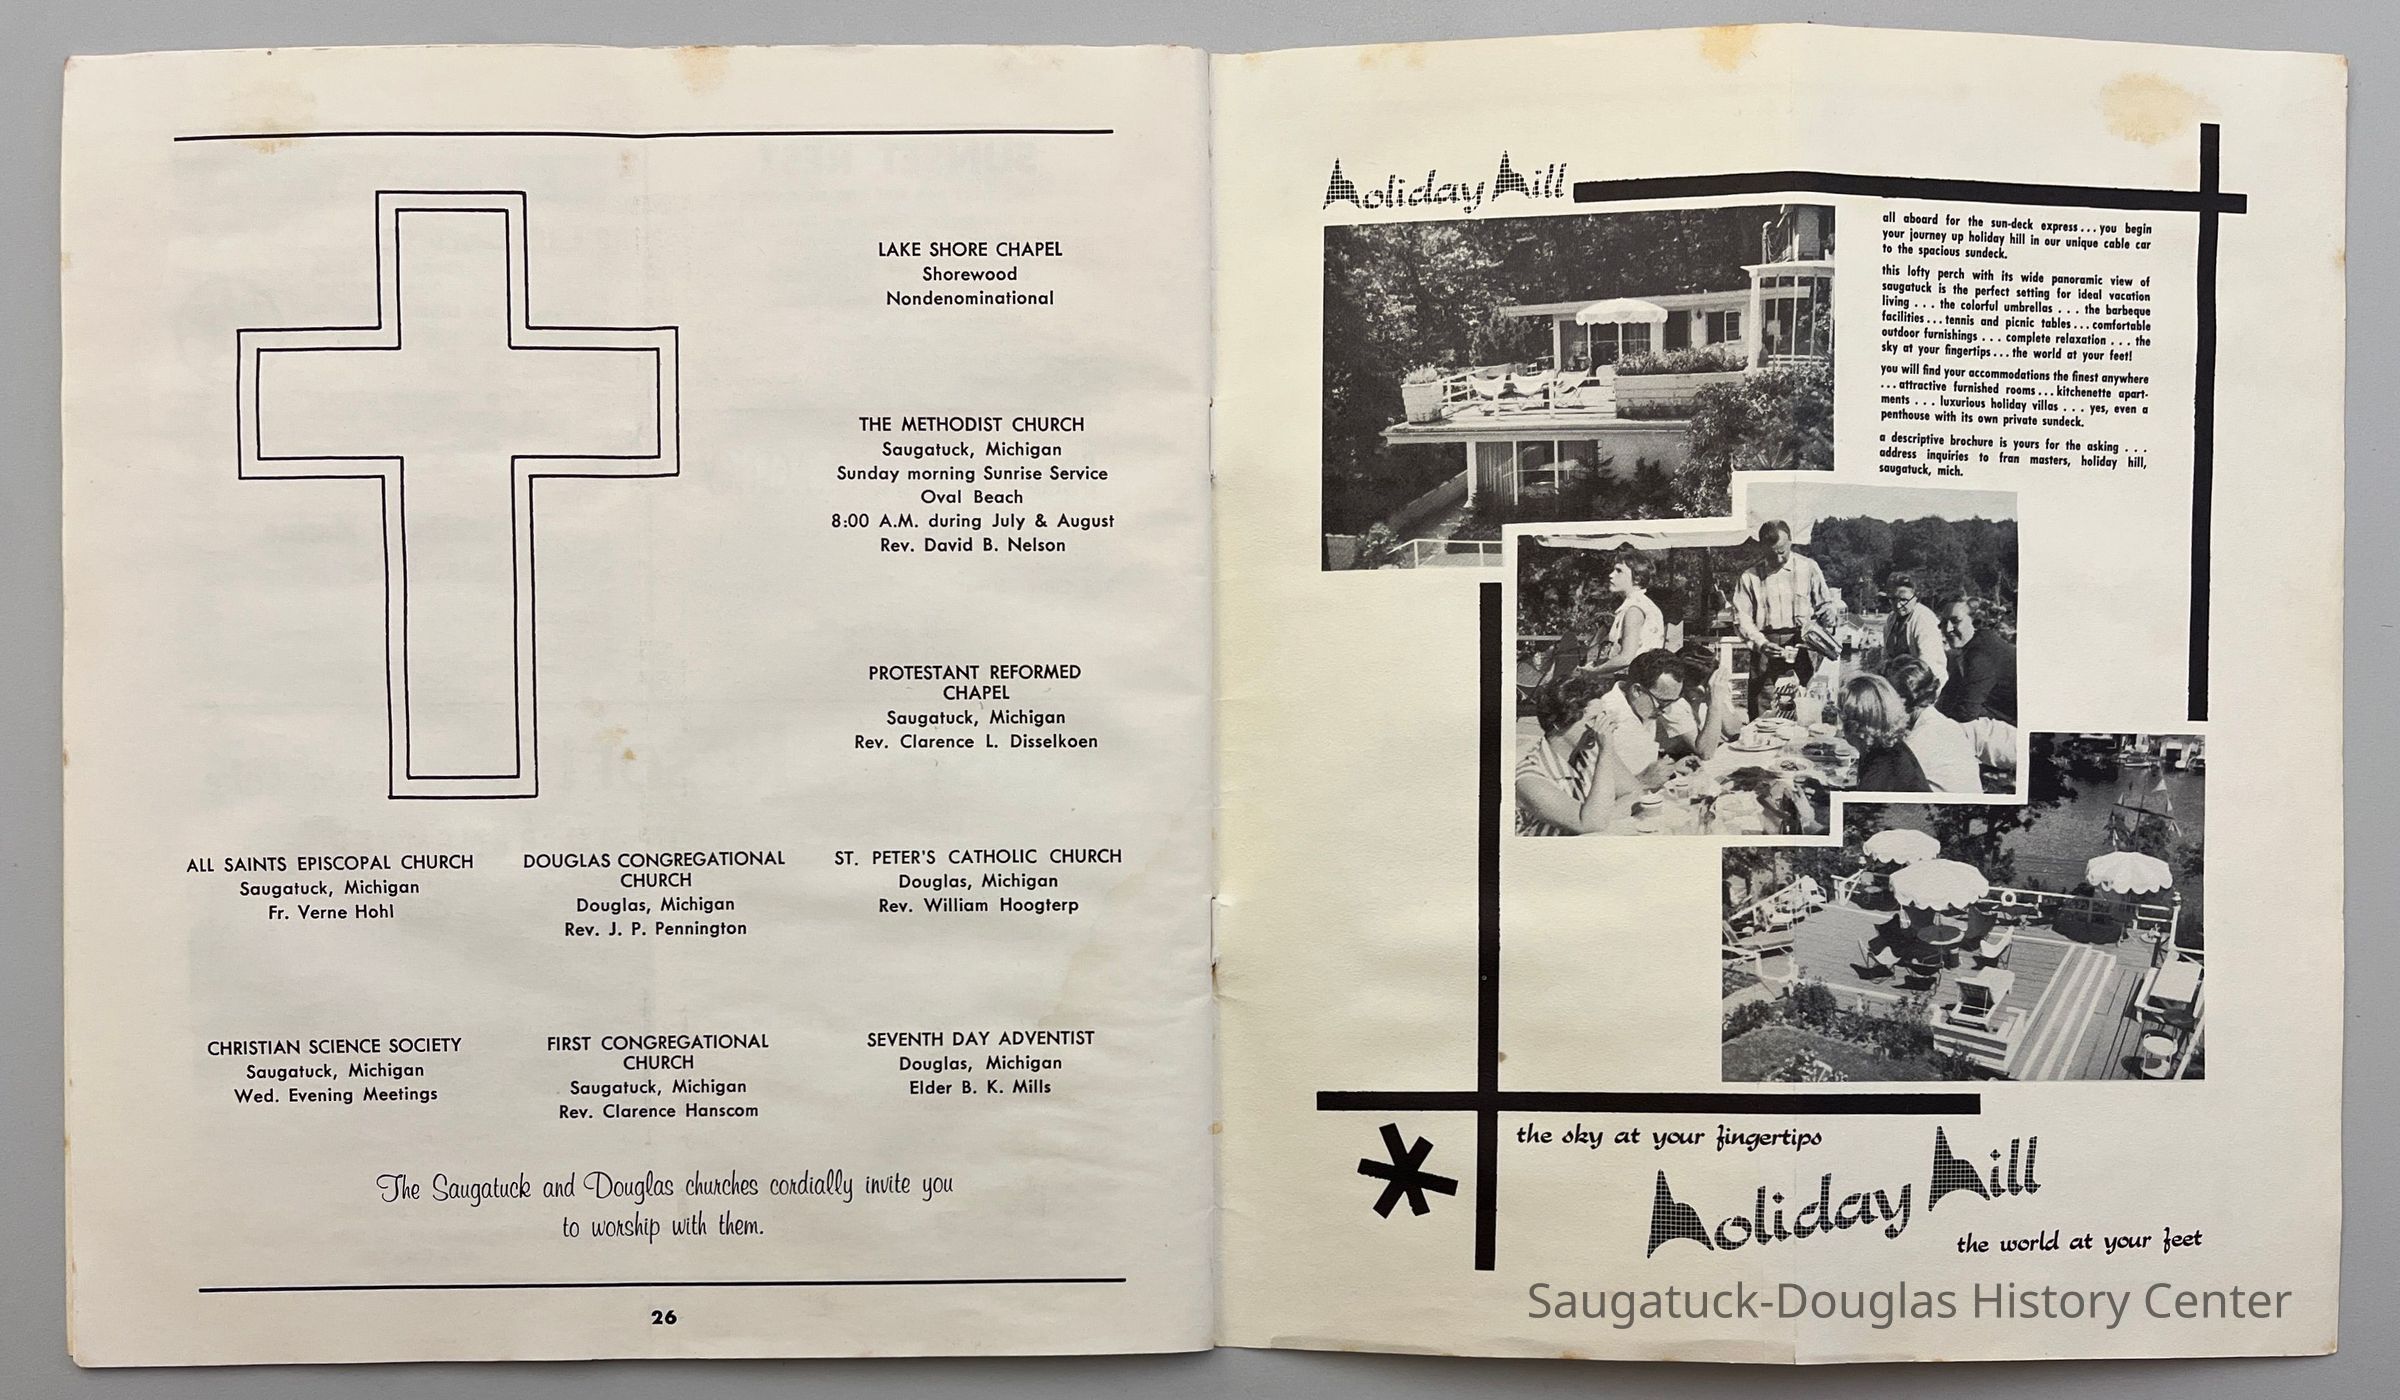 LAKE SHORE CHAPEL
Shorewood
Nondenominational
THE METHODIST CHURCH
Saugatuck, Michigan
Sunday morning Sunrise Service
Oval Beach
8:00 A.M. during July & August
Rev. David B. Nelson
PROTESTANT REFORMED
CHAPEL
Saugatuck, Michigan
Rev. Clarence L. Disselkoen
ALL SAINTS EPISCOPAL CHURCH
Saugatuck, Michigan
Fr. Verne Hohl
DOUGLAS CONGREGATIONAL
CHURCH
Douglas, Michigan
Rev. J. P. Pennington
ST. PETER'S CATHOLIC CHURCH
Douglas, Michigan
Rev. William Hoogterp
CHRISTIAN SCIENCE SOCIETY
Saugatuck, Michigan
Wed. Evening Meetings
FIRST CONGREGATIONAL
CHURCH
Saugatuck, Michigan
Rev. Clarence Hanscom
SEVENTH DAY ADVENTIST
Douglas, Michigan
Elder B. K. Mills
The Saugatuck and Douglas churches cordially invite you
to worship with them.
26
holiday hill
all aboard for the sun-deck express...you begin
your journey up holiday hill in our unique cable car
to the spacious sundeck.
this lofty perch with its wide panoramic view of
saugatuck is the perfect setting for ideal vacation
living . . . the colorful umbrellas . . . the barbeque
facilities...tennis and picnic tables...comfortable
outdoor furnishings . . . complete relaxation . . . the
sky at your fingertips...the world at your feet!
you will find your accommodations the finest anywhere
...attractive furnished rooms...kitchenette apart-
ments . . . luxurious holiday villas . . . yes, even a
penthouse with its own private sundeck.
a descriptive brochure is yours for the asking . . .
address inquiries to fran masters, holiday hill,
saugatuck, mich.
the sky at your fingertips
holiday hill
the world at your feet
Saugatuck-Douglas History Center